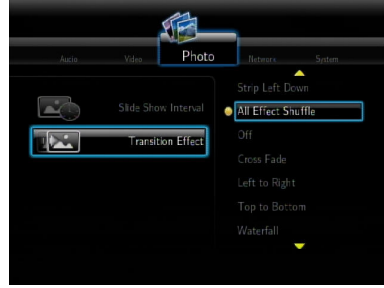 Audio Video Photo Network System
Slide Show Interval
Transition Effect
Strip Left Down
All Effect Shuffle
Off
Cross Fade
Left to Right
Top to Bottom
Waterfall